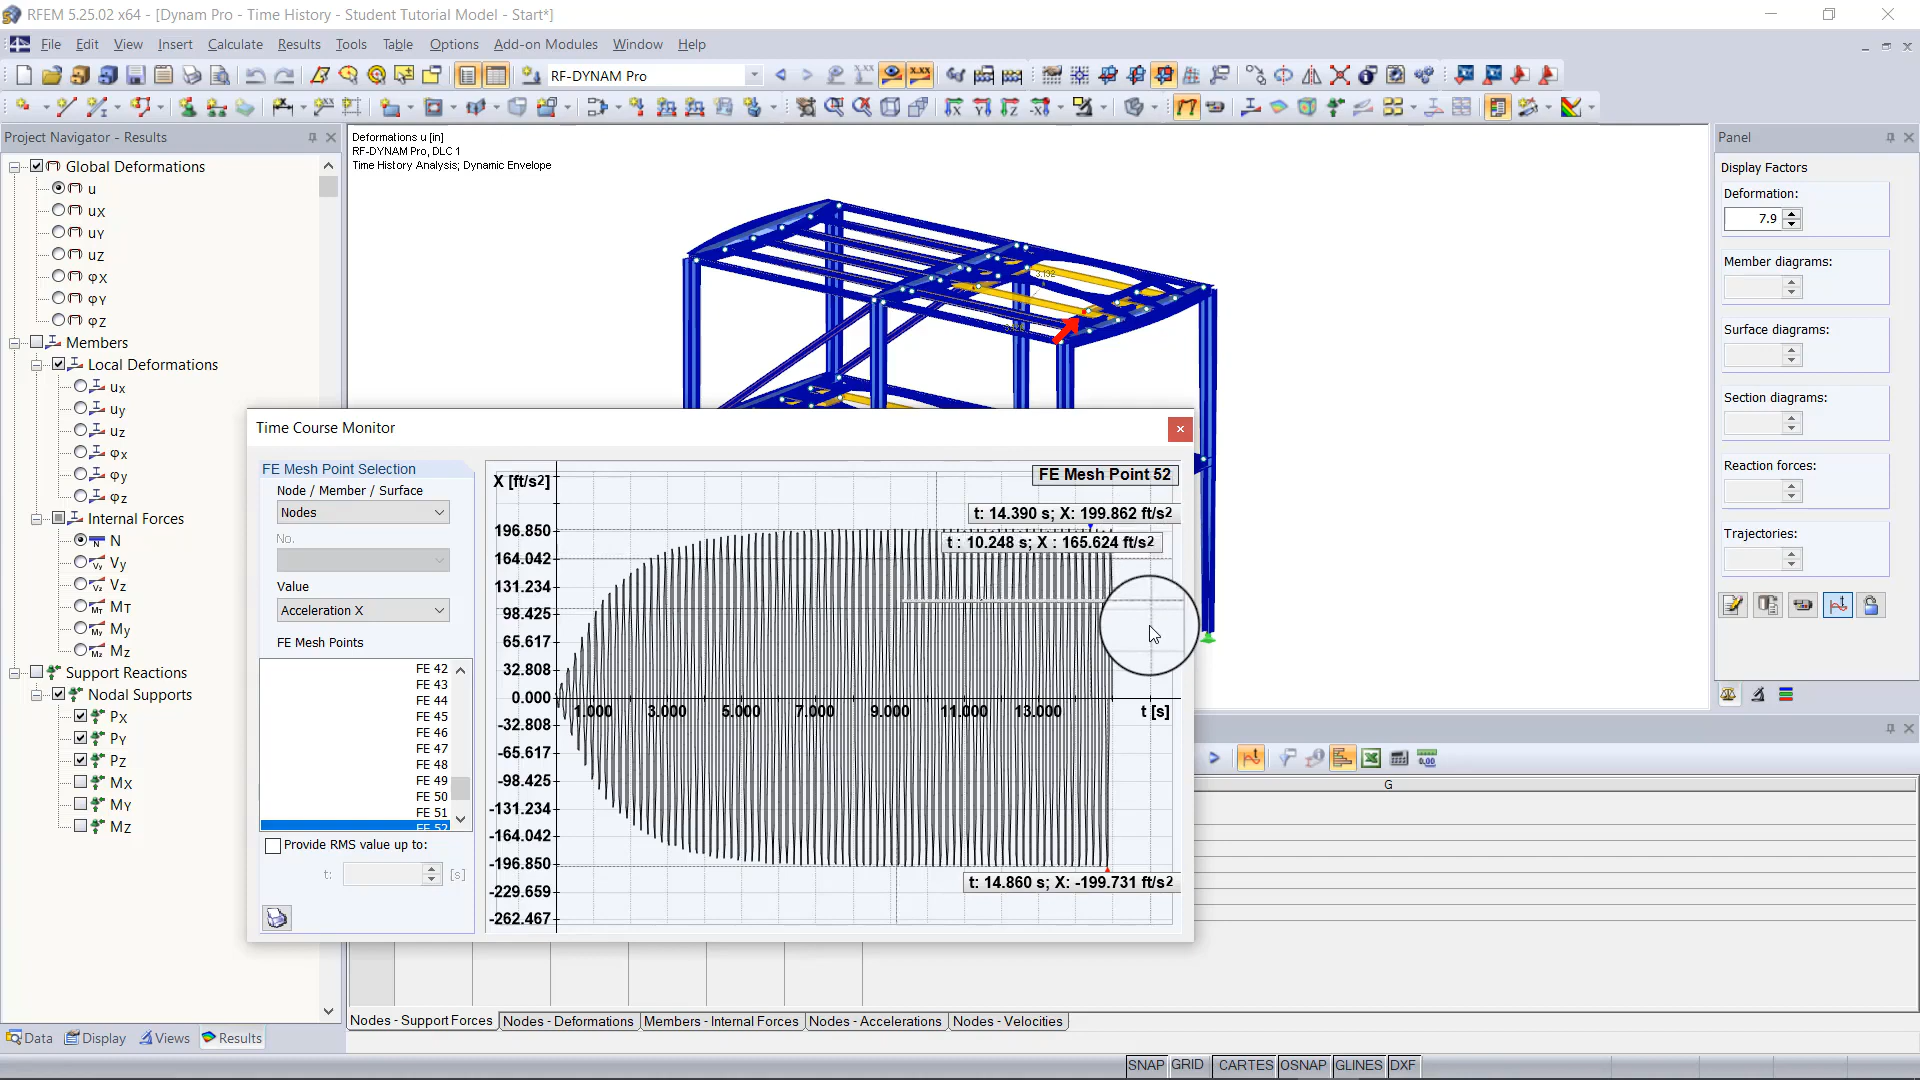 RFEM 5.25.02 x64 - [Dynam Pro - Time History - Student Tutorial Model - Start*]
File Edit View Insert Calculate Results Tools Table Options Add-on Modules Window Help
RF-DYNAM Pro
Project Navigator - Results
Global Deformations
u
uX
uY
uZ
φX
φY
φZ
Members
Local Deformations
ux
uy
uz
φx
φy
φz
Internal Forces
N
Vy
Vz
MT
My
Mz
Support Reactions
Nodal Supports
PX
PY
PZ
MX
MY
MZ
Data Display Views Results
Deformations u [in]
RF-DYNAM Pro, DLC 1
Time History Analysis; Dynamic Envelope
3.132
Time Course Monitor
FE Mesh Point Selection
Node / Member / Surface
Nodes
No.
Value
Acceleration X
FE Mesh Points
FE 42
FE 43
FE 44
FE 45
FE 46
FE 47
FE 48
FE 49
FE 50
FE 51
FE 52
Provide RMS value up to:
t: [s]
X [ft/s2]
FE Mesh Point 52
t: 14.390 s; X: 199.862 ft/s2
t : 10.248 s; X : 165.624 ft/s2
196.850
164.042
131.234
98.425
65.617
32.808
0.000
1.000 3.000 5.000 7.000 9.000 11.000 13.000 t [s]
-32.808
-65.617
-98.425
-131.234
-164.042
-196.850
-229.659
-262.467
t: 14.860 s; X: -199.731 ft/s2
Panel
Display Factors
Deformation:
7.9
Member diagrams:
Surface diagrams:
Section diagrams:
Reaction forces:
Trajectories:
G
Nodes - Support Forces Nodes - Deformations Members - Internal Forces Nodes - Accelerations Nodes - Velocities
SNAP GRID CARTES OSNAP GLINES DXF